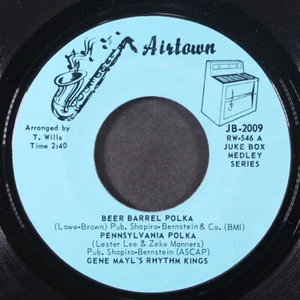 Airtown
Arranged by
T. Wills
Time 2:40
JB-2009
RW-546 A
JUKE BOX
MEDLEY
SERIES
BEER BARREL POLKA
(Lowe-Brown) Pub. Shapiro-Bernstein & Co. (BMI)
PENNSYLVANIA POLKA
(Lester Lee & Zeke Manners)
Pub. Shapiro-Bernstein (ASCAP)
GENE MAYL'S RHYTHM KINGS